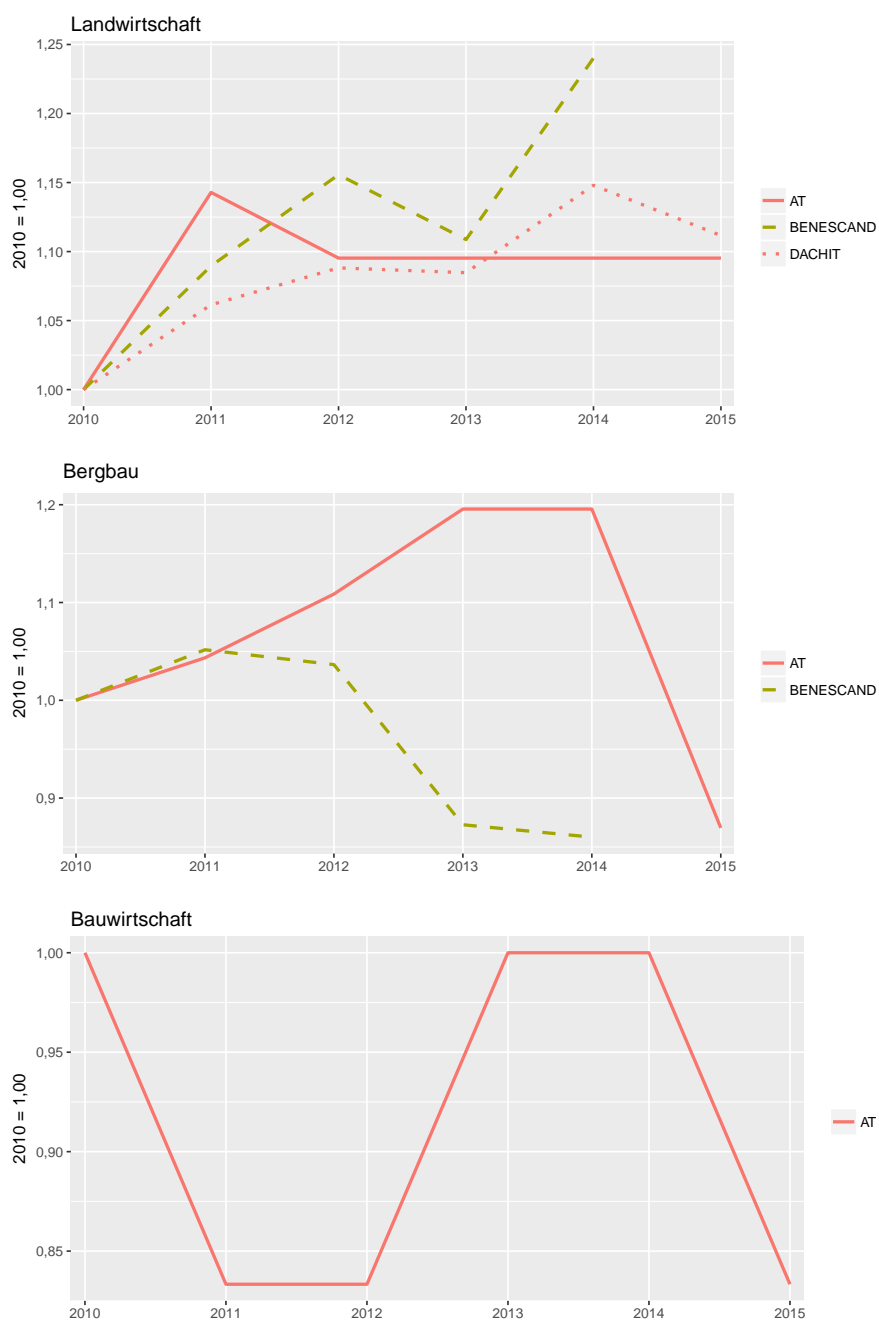 Landwirtschaft
1,25
1,20
1,15
1,10
1,05
1,00
2010 = 1,00
2010 2011 2012 2013 2014 2015
AT
BENESCAND
DACHIT
Bergbau
1,2
1,1
1,0
0,9
2010 = 1,00
2010 2011 2012 2013 2014 2015
AT
BENESCAND
Bauwirtschaft
1,00
0,95
0,90
0,85
2010 = 1,00
2010 2011 2012 2013 2014 2015
AT